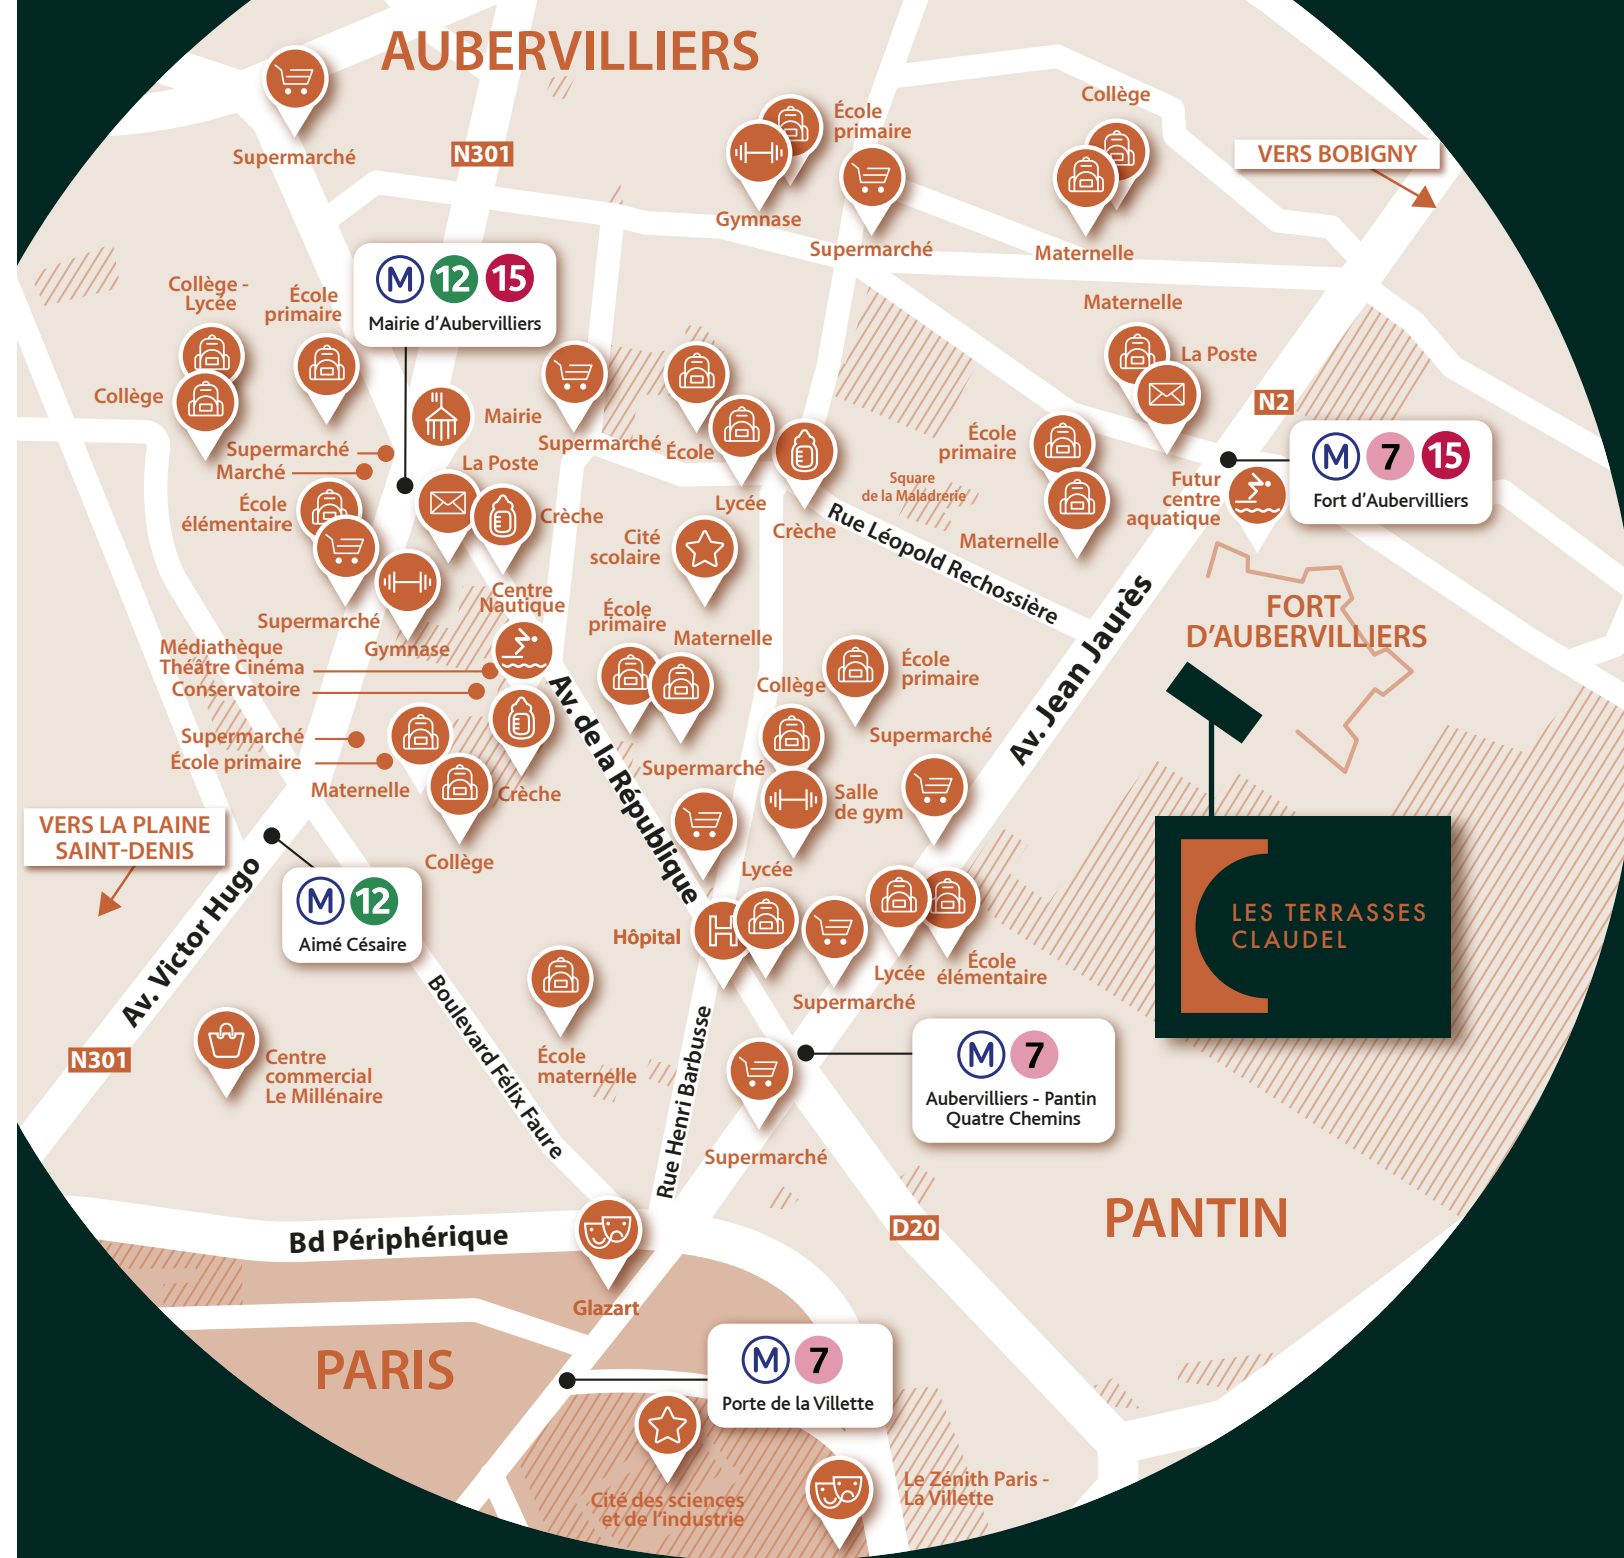 AUBERVILLIERS
Supermarché
N301
École
primaire
Gymnase
Supermarché
Collège
Maternelle
VERS BOBIGNY
Collège -
Lycée
École
primaire
M 12 15
Mairie d'Aubervilliers
Collège
Mairie
Supermarché
Marché
La Poste
Supermarché
École
Lycée
Crèche
Maternelle
La Poste
N2
M 7 15
Fort d'Aubervilliers
École
primaire
Square
de la Maladrerie
Maternelle
Futur
centre
aquatique
École
élémentaire
Crèche
Cité
scolaire
Rue Léopold Rechossière
Supermarché
Gymnase
Centre
Nautique
École
primaire
Maternelle
FORT
D'AUBERVILLIERS
Médiathèque
Théâtre Cinéma
Conservatoire
Supermarché
École primaire
Maternelle
Crèche
Collège
Av. de la République
Collège
École
primaire
Av. Jean Jaurès
Supermarché
Supermarché
Salle
de gym
VERS LA PLAINE
SAINT-DENIS
Av. Victor Hugo
M 12
Aimé Césaire
Lycée
Hôpital
H
Supermarché
Lycée
École
élémentaire
LES TERRASSES
CLAUDEL
N301
Centre
commercial
Le Millénaire
Boulevard Félix Faure
École
maternelle
Rue Henri Barbusse
M 7
Aubervilliers - Pantin
Quatre Chemins
Supermarché
Bd Périphérique
D20
PANTIN
Glazart
PARIS
M 7
Porte de la Villette
Cité des sciences
et de l'industrie
Le Zénith Paris -
La Villette